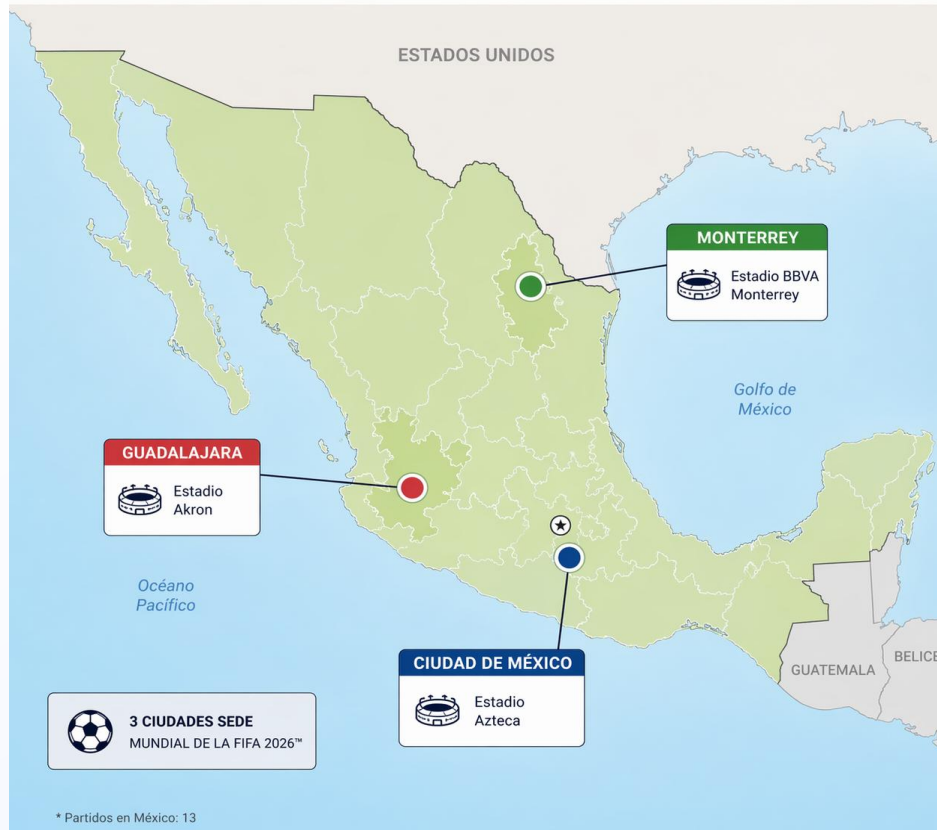 ESTADOS UNIDOS
MONTERREY
Estadio BBVA
Monterrey
Golfo de
México
GUADALAJARA
Estadio
Akron
Océano
Pacífico
CIUDAD DE MÉXICO
Estadio
Azteca
GUATEMALA
BELICE
3 CIUDADES SEDE
MUNDIAL DE LA FIFA 2026™
* Partidos en México: 13